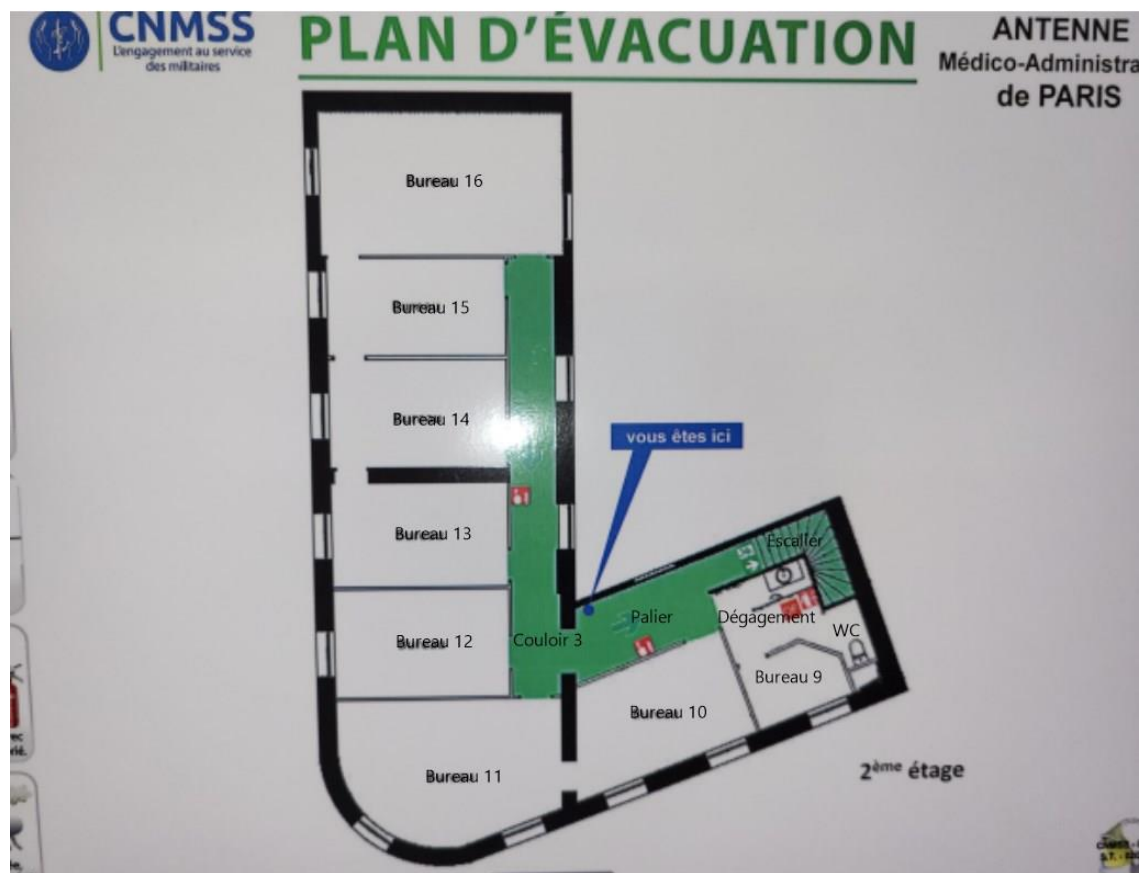 CNMSS
L'engagement au service
des militaires
PLAN D'ÉVACUATION
ANTENNE
Médico-Administra
de PARIS
Bureau 16
Bureau 15
Bureau 14
vous êtes ici
Bureau 13
Escalier
Palier
Dégagement
Bureau 12
Couloir 3
WC
Bureau 9
Bureau 10
Bureau 11
2ème étage